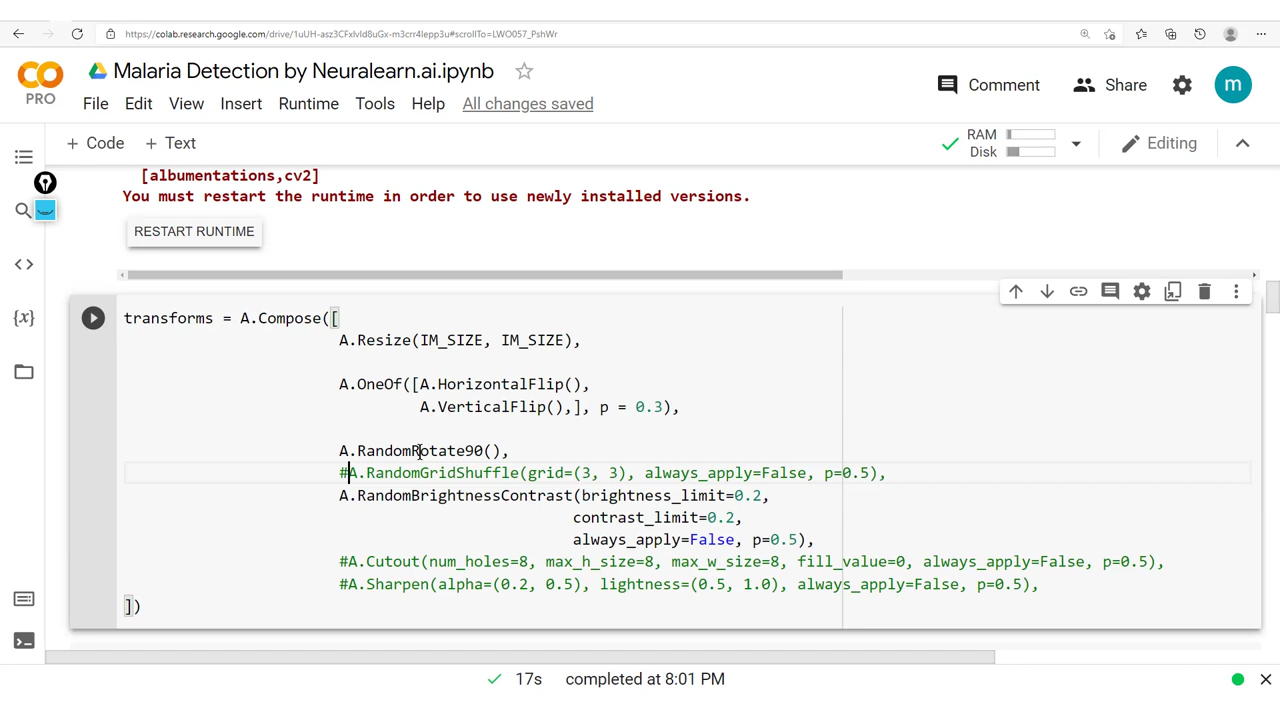 https://colab.research.google.com/drive/1uUH-asz3CFxlvld8uGx-m3crr4lepp3u#scrollTo=LWO057_PshWr
PRO
Malaria Detection by Neuralearn.ai.ipynb
File Edit View Insert Runtime Tools Help All changes saved
Comment
Share
m
+ Code + Text
RAM
Disk
Editing
[albumentations,cv2]
You must restart the runtime in order to use newly installed versions.
RESTART RUNTIME
transforms = A.Compose([
A.Resize(IM_SIZE, IM_SIZE),
A.OneOf([A.HorizontalFlip(),
A.VerticalFlip(),], p = 0.3),
A.RandomRotate90(),
#A.RandomGridShuffle(grid=(3, 3), always_apply=False, p=0.5),
A.RandomBrightnessContrast(brightness_limit=0.2,
contrast_limit=0.2,
always_apply=False, p=0.5),
#A.Cutout(num_holes=8, max_h_size=8, max_w_size=8, fill_value=0, always_apply=False, p=0.5),
#A.Sharpen(alpha=(0.2, 0.5), lightness=(0.5, 1.0), always_apply=False, p=0.5),
])
17s completed at 8:01 PM